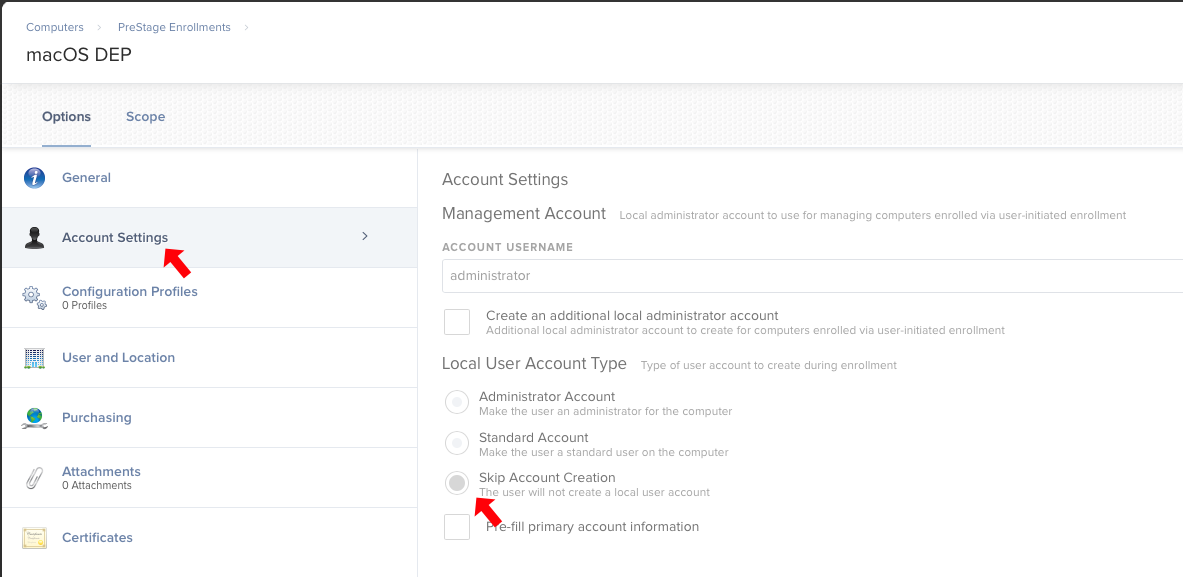 Computers > PreStage Enrollments >
macOS DEP
Options Scope
General
Account Settings
Configuration Profiles
0 Profiles
User and Location
Purchasing
Attachments
0 Attachments
Certificates
Account Settings
Management Account Local administrator account to use for managing computers enrolled via user-initiated enrollment
ACCOUNT USERNAME
administrator
Create an additional local administrator account
Additional local administrator account to create for computers enrolled via user-initiated enrollment
Local User Account Type Type of user account to create during enrollment
Administrator Account
Make the user an administrator for the computer
Standard Account
Make the user a standard user on the computer
Skip Account Creation
The user will not create a local user account
Pre-fill primary account information